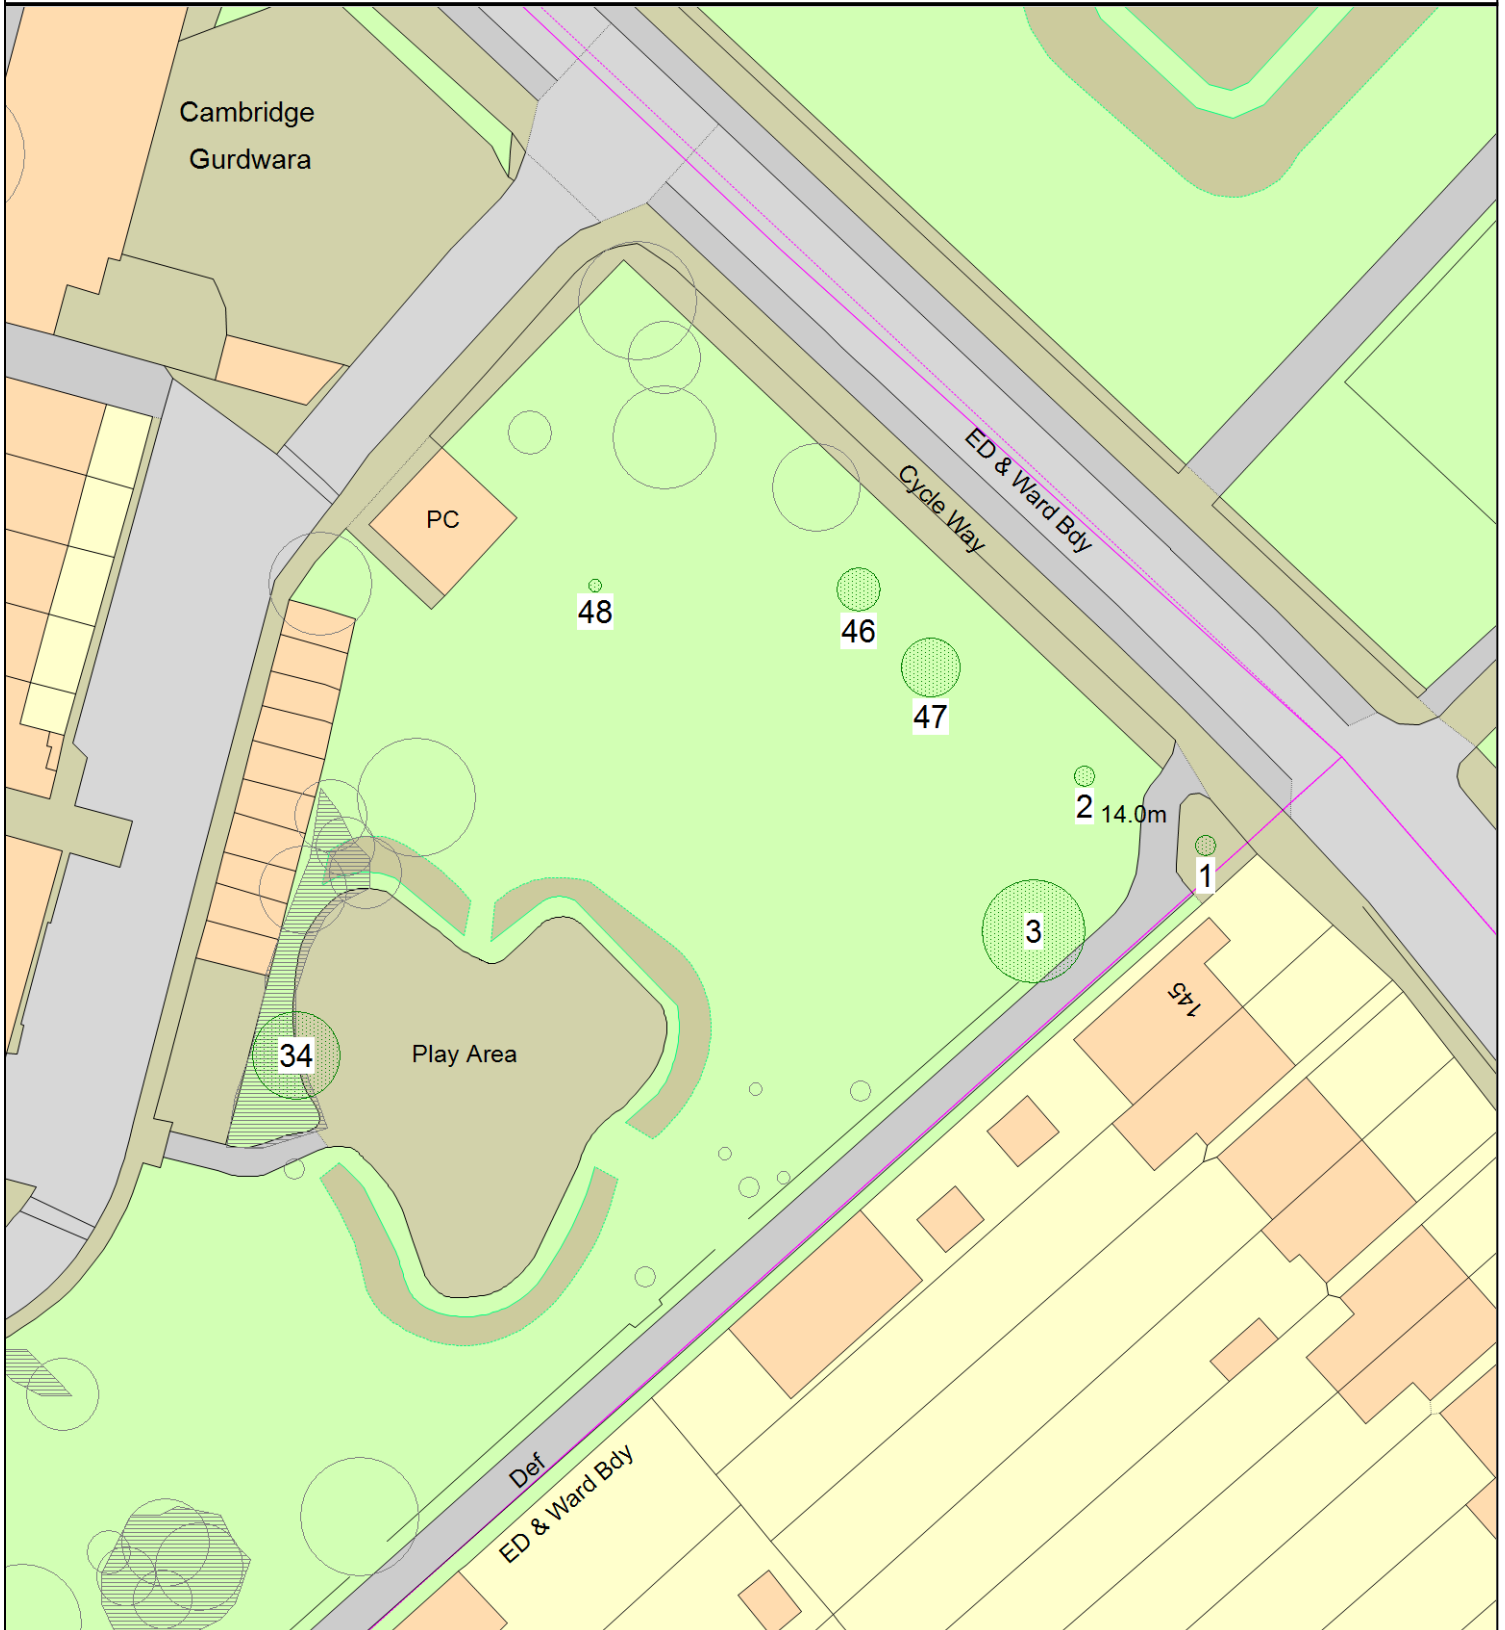 Cambridge
Gurdwara
ED & Ward Bdy
Cycle Way
PC
48
46
47
2
14.0m
1
3
145
34
Play Area
Def
ED & Ward Bdy